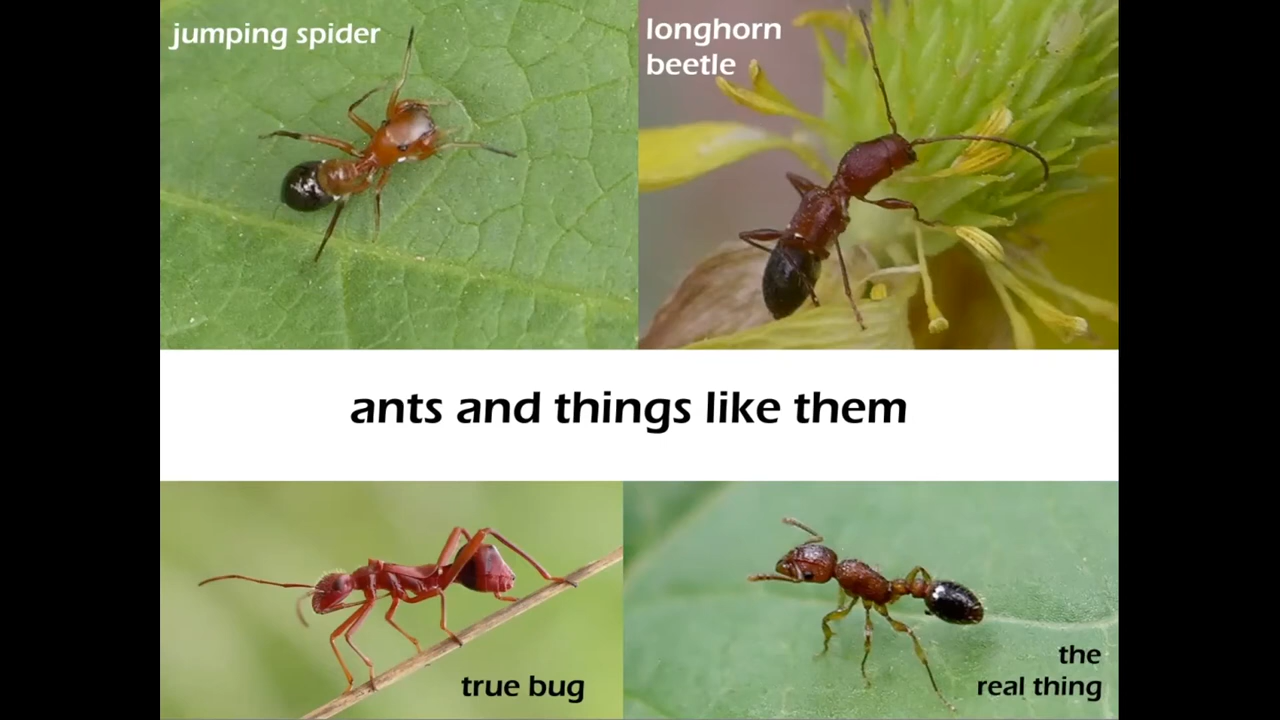 jumping spider
longhorn
beetle
ants and things like them
true bug
the
real thing